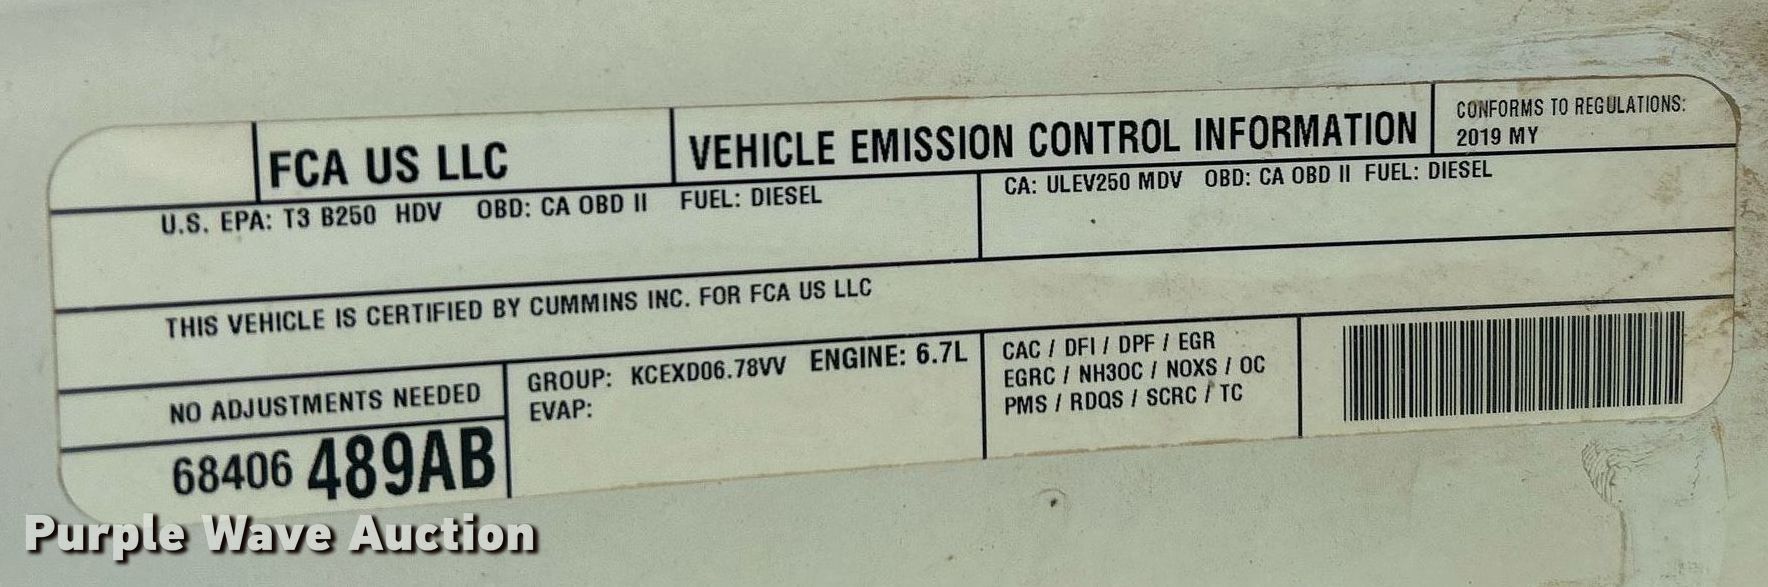 FCA US LLC
VEHICLE EMISSION CONTROL INFORMATION
CONFORMS TO REGULATIONS:
2019 MY
U.S. EPA: T3 B250 HDV OBD: CA OBD II FUEL: DIESEL
CA: ULEV250 MDV OBD: CA OBD II FUEL: DIESEL
THIS VEHICLE IS CERTIFIED BY CUMMINS INC. FOR FCA US LLC
NO ADJUSTMENTS NEEDED
68406 489AB
GROUP: KCEXD06.78VV ENGINE: 6.7L
EVAP:
CAC / DFI / DPF / EGR
EGRC / NH3OC / NOXS / OC
PMS / RDQS / SCRC / TC
Purple Wave Auction